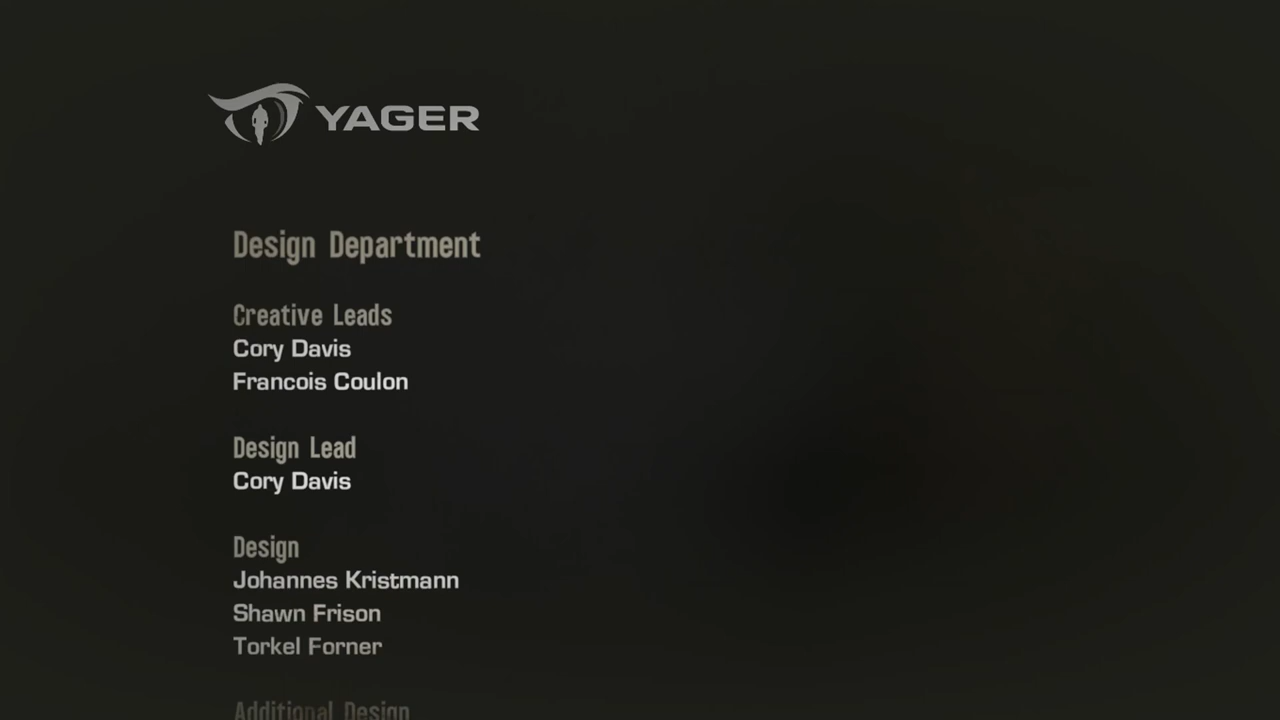 YAGER
Design Department
Creative Leads
Cory Davis
Francois Coulon
Design Lead
Cory Davis
Design
Johannes Kristmann
Shawn Frison
Torkel Forner
Additional Design